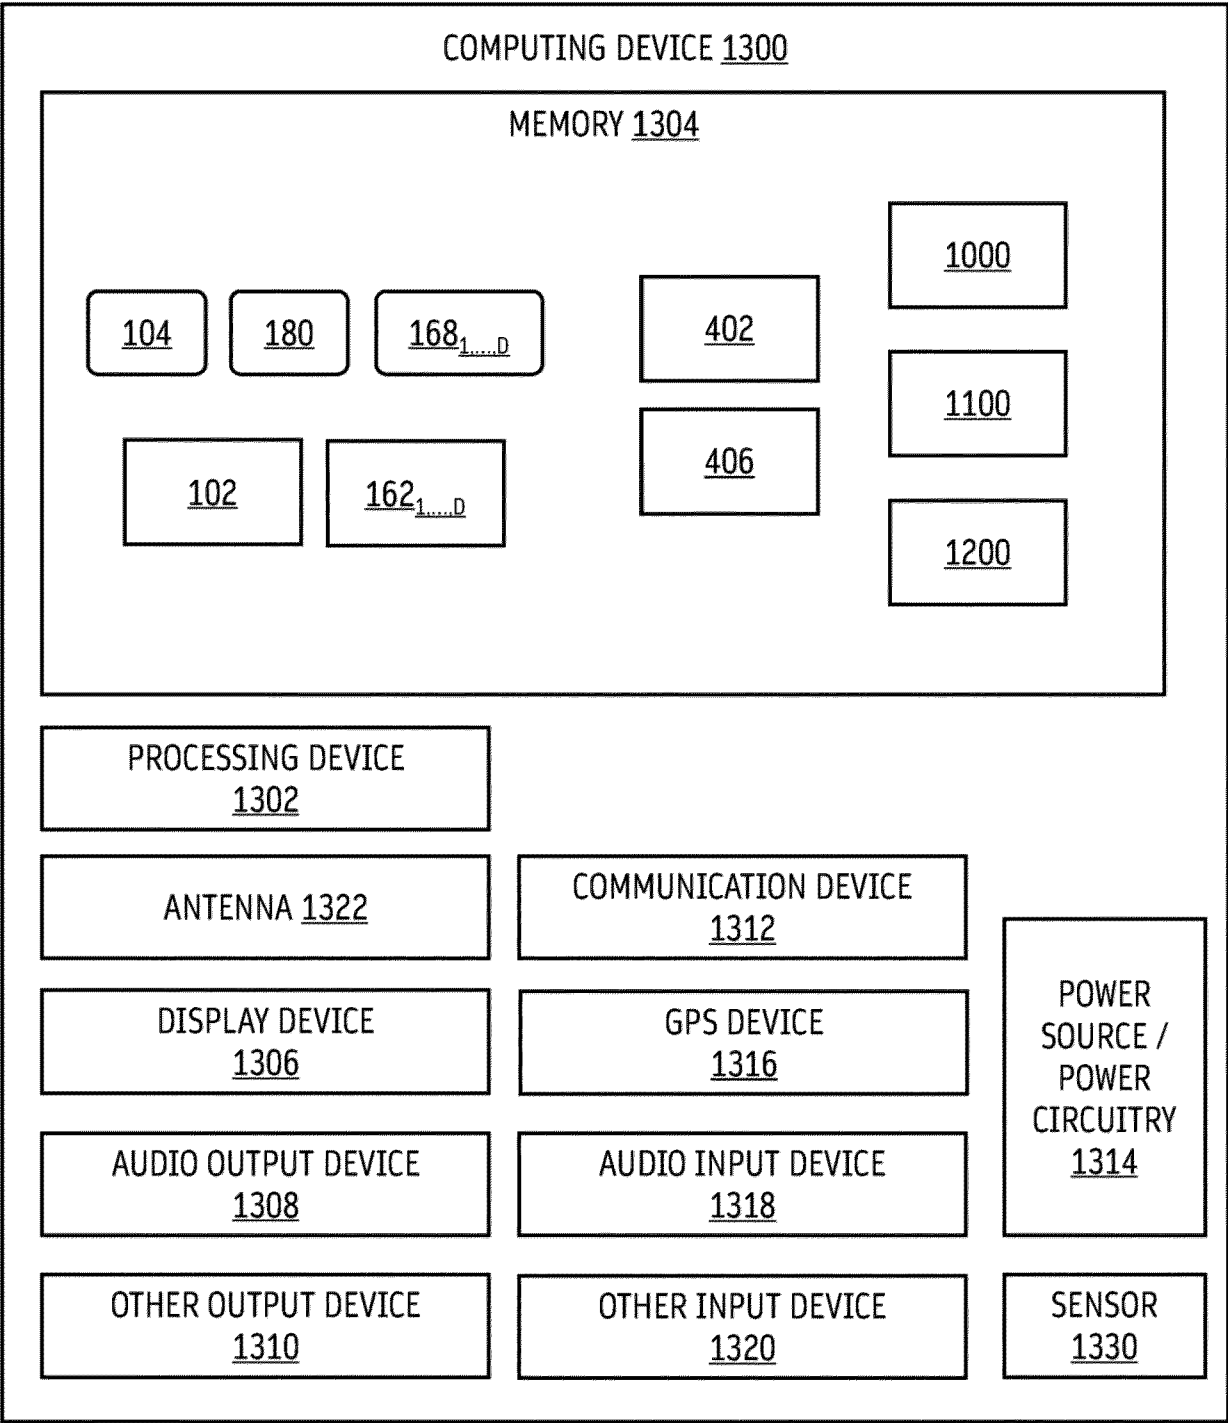 COMPUTING DEVICE 1300
MEMORY 1304
1000
104
180
168₁,...,D
402
1100
406
102
162₁,...,D
1200
PROCESSING DEVICE
1302
ANTENNA 1322
COMMUNICATION DEVICE
1312
DISPLAY DEVICE
1306
GPS DEVICE
1316
POWER
SOURCE /
POWER
CIRCUITRY
1314
AUDIO OUTPUT DEVICE
1308
AUDIO INPUT DEVICE
1318
OTHER OUTPUT DEVICE
1310
OTHER INPUT DEVICE
1320
SENSOR
1330